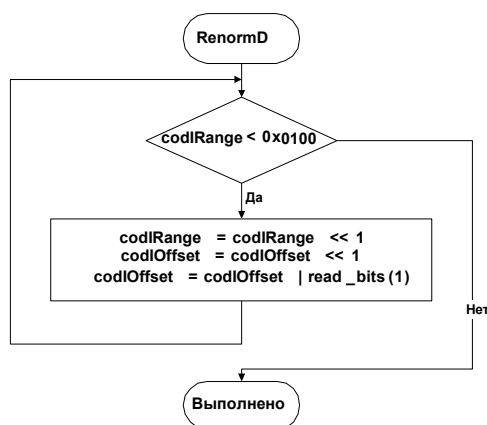 RenormD
codIRange < 0x0100
Да
codIRange = codIRange << 1
codIOffset = codIOffset << 1
codIOffset = codIOffset | read _bits (1)
Нет
Выполнено